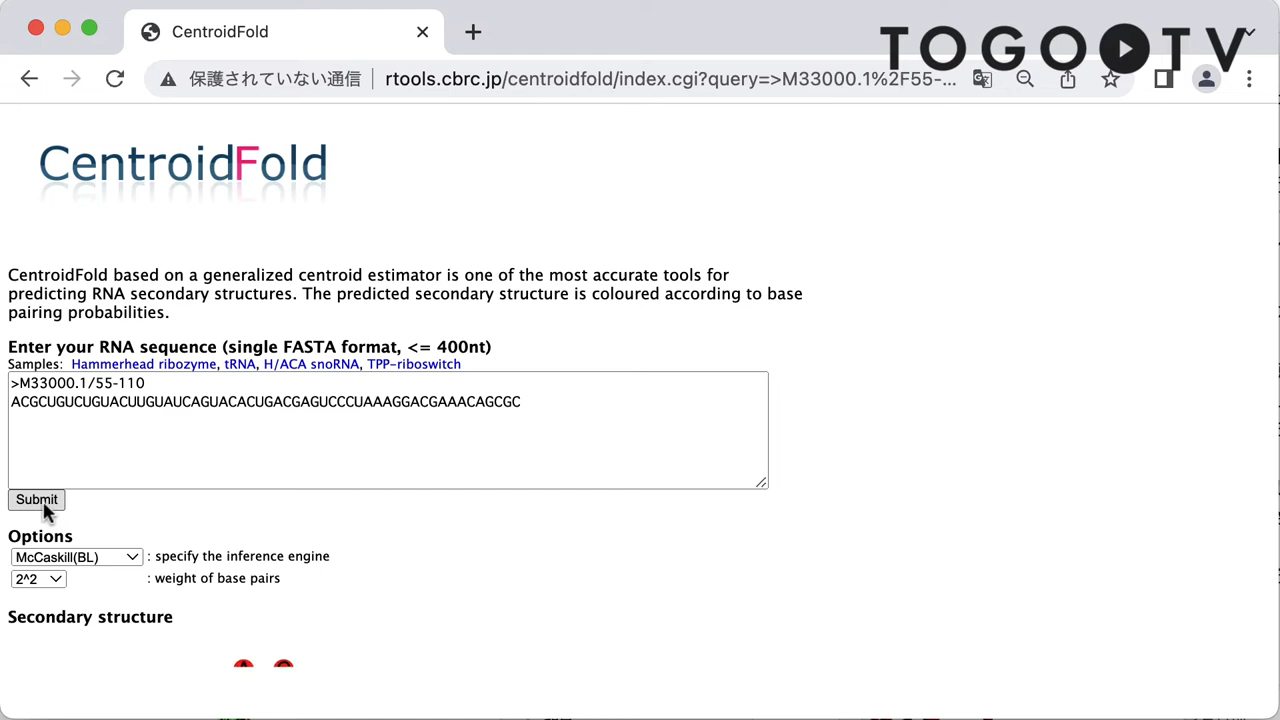 CentroidFold
TOGO TV
保護されていない通信
rtools.cbrc.jp/centroidfold/index.cgi?query=>M33000.1%2F55-...
CentroidFold
CentroidFold based on a generalized centroid estimator is one of the most accurate tools for
predicting RNA secondary structures. The predicted secondary structure is coloured according to base
pairing probabilities.
Enter your RNA sequence (single FASTA format, <= 400nt)
Samples: Hammerhead ribozyme, tRNA, H/ACA snoRNA, TPP-riboswitch
>M33000.1/55-110
ACGCUGUCUGUACUUGUAUCAGUACACUGACGAGUCCCUAAAGGACGAAACAGCGC
Submit
Options
McCaskill(BL) : specify the inference engine
2^2 : weight of base pairs
Secondary structure